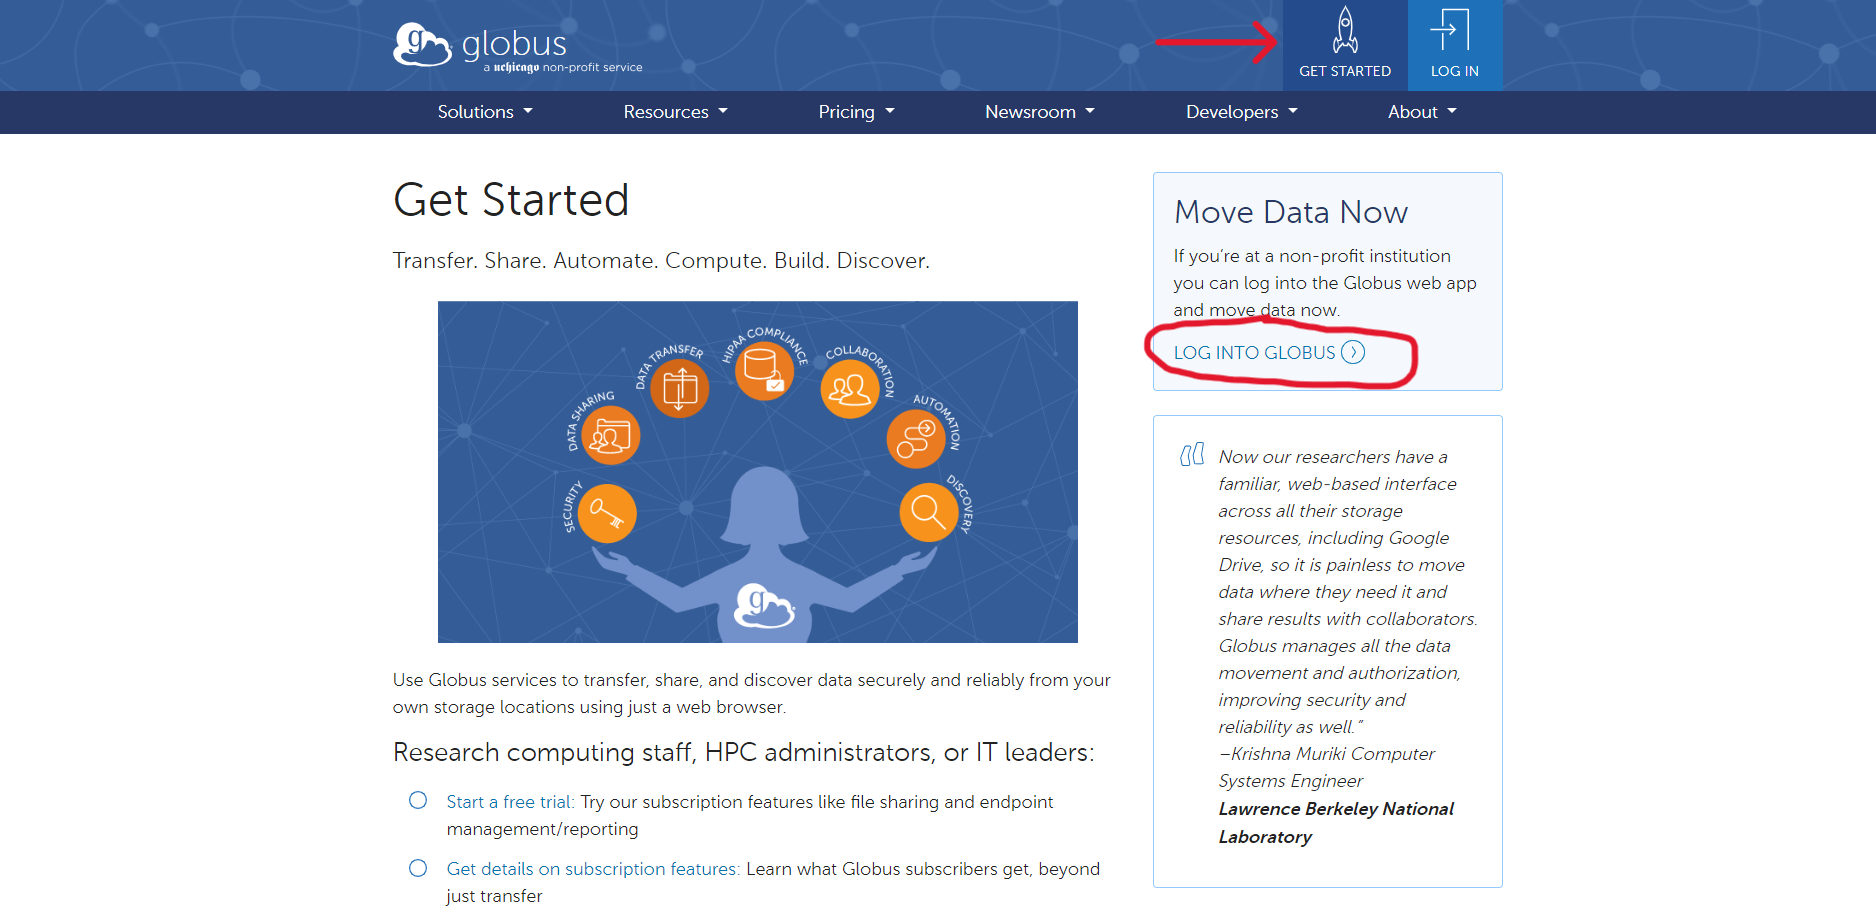 globus
a uchicago non-profit service
GET STARTED
LOG IN
Solutions
Resources
Pricing
Newsroom
Developers
About
Get Started
Transfer. Share. Automate. Compute. Build. Discover.
SECURITY
DATA SHARING
DATA TRANSFER
HIPAA COMPLIANCE
COLLABORATION
AUTOMATION
DISCOVERY
g
Use Globus services to transfer, share, and discover data securely and reliably from your
own storage locations using just a web browser.
Research computing staff, HPC administrators, or IT leaders:
Start a free trial: Try our subscription features like file sharing and endpoint
management/reporting
Get details on subscription features: Learn what Globus subscribers get, beyond
just transfer
Move Data Now
If you’re at a non-profit institution
you can log into the Globus web app
and move data now.
LOG INTO GLOBUS
Now our researchers have a
familiar, web-based interface
across all their storage
resources, including Google
Drive, so it is painless to move
data where they need it and
share results with collaborators.
Globus manages all the data
movement and authorization,
improving security and
reliability as well.”
–Krishna Muriki Computer
Systems Engineer
Lawrence Berkeley National
Laboratory